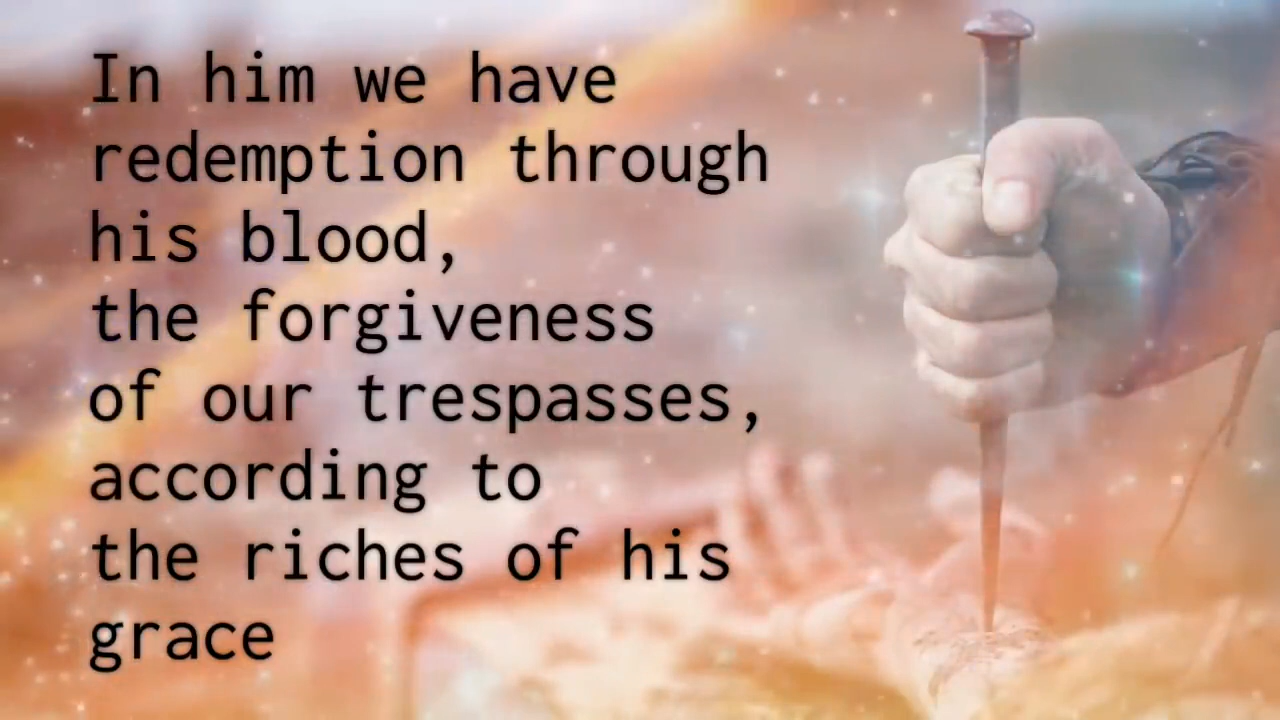 In him we have
redemption through
his blood,
the forgiveness
of our trespasses,
according to
the riches of his
grace